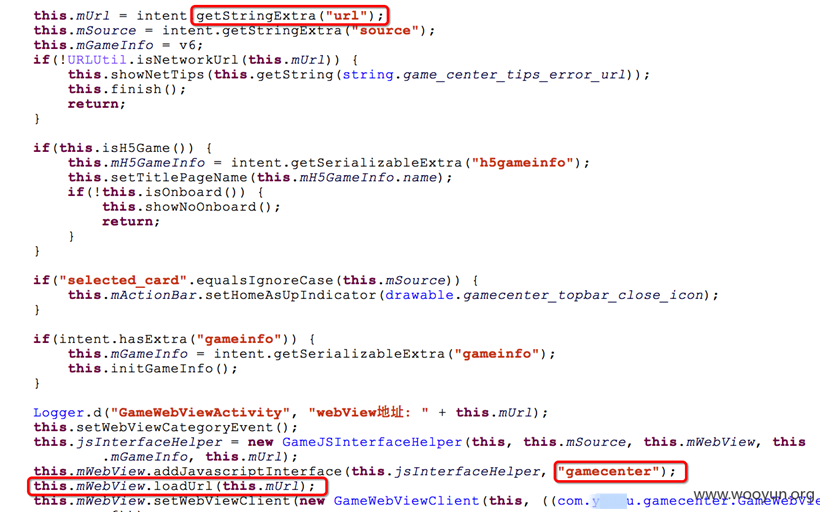 this.mUrl = intent getStringExtra("url");
this.mSource = intent.getStringExtra("source");
this.mGameInfo = v6;
if(!URLUtil.isNetworkUrl(this.mUrl)) {
this.showNetTips(this.getString(string.game_center_tips_error_url));
this.finish();
return;
}
if(this.isH5Game()) {
this.mH5GameInfo = intent.getSerializableExtra("h5gameinfo");
this.setTitlePageName(this.mH5GameInfo.name);
if(!this.isOnboard()) {
this.showNoOnboard();
return;
}
}
if("selected_card".equalsIgnoreCase(this.mSource)) {
this.mActionBar.setHomeAsUpIndicator(drawable.gamecenter_topbar_close_icon);
}
if(intent.hasExtra("gameinfo")) {
this.mGameInfo = intent.getSerializableExtra("gameinfo");
this.initGameInfo();
}
Logger.d("GameWebViewActivity", "webView地址: " + this.mUrl);
this.setWebViewCategoryEvent();
this.jsInterfaceHelper = new GameJSInterfaceHelper(this, this.mSource, this.mWebView, this
.mGameInfo, this.mUrl);
this.mWebView.addJavascriptInterface(this.jsInterfaceHelper, "gamecenter");
this.mWebView.loadUrl(this.mUrl);
this.mWebView.setWebViewClient(new GameWebViewClient(this, ((com.y u.gamecenter.GameWebVie
www.wooyun.org